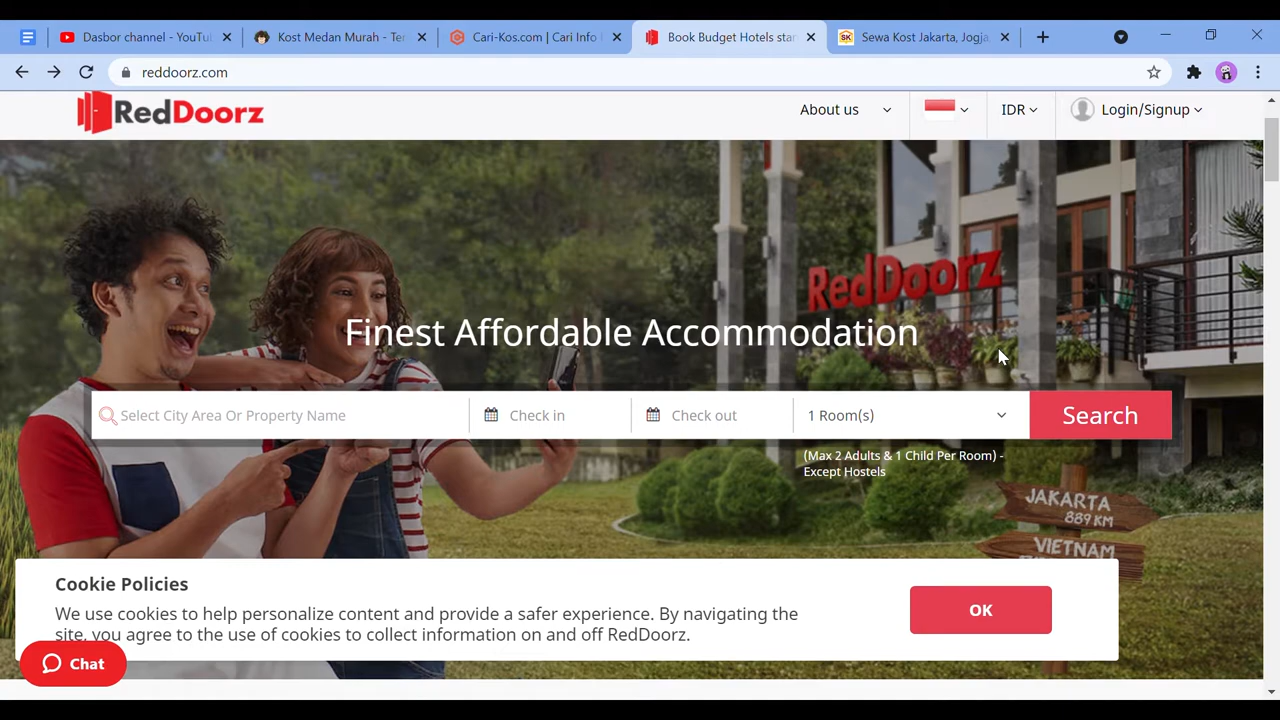 Dasbor channel - YouTu
Kost Medan Murah - Ter
Cari-Kos.com | Cari Info
Book Budget Hotels star
Sewa Kost Jakarta, Jogja
reddoorz.com
RedDoorz
About us
IDR
Login/Signup
RedDoorz
Finest Affordable Accommodation
Select City Area Or Property Name
Check in
Check out
1 Room(s)
Search
(Max 2 Adults & 1 Child Per Room) -
Except Hostels
JAKARTA
889 KM
VIETNAM
Cookie Policies
We use cookies to help personalize content and provide a safer experience. By navigating the
site, you agree to the use of cookies to collect information on and off RedDoorz.
OK
Chat